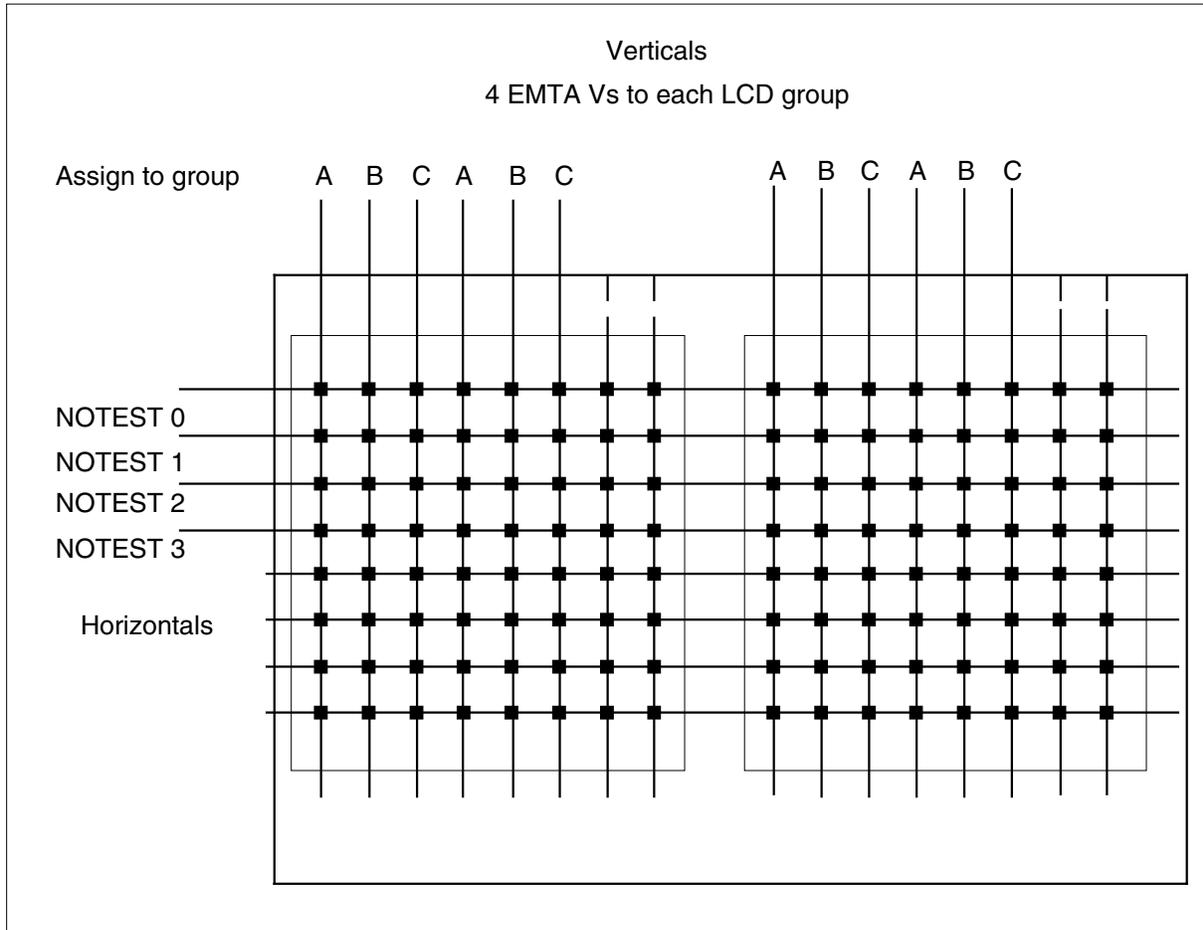 Verticals
4 EMTA Vs to each LCD group
Assign to group A B C A B C A B C A B C
NOTEST 0
NOTEST 1
NOTEST 2
NOTEST 3
Horizontals